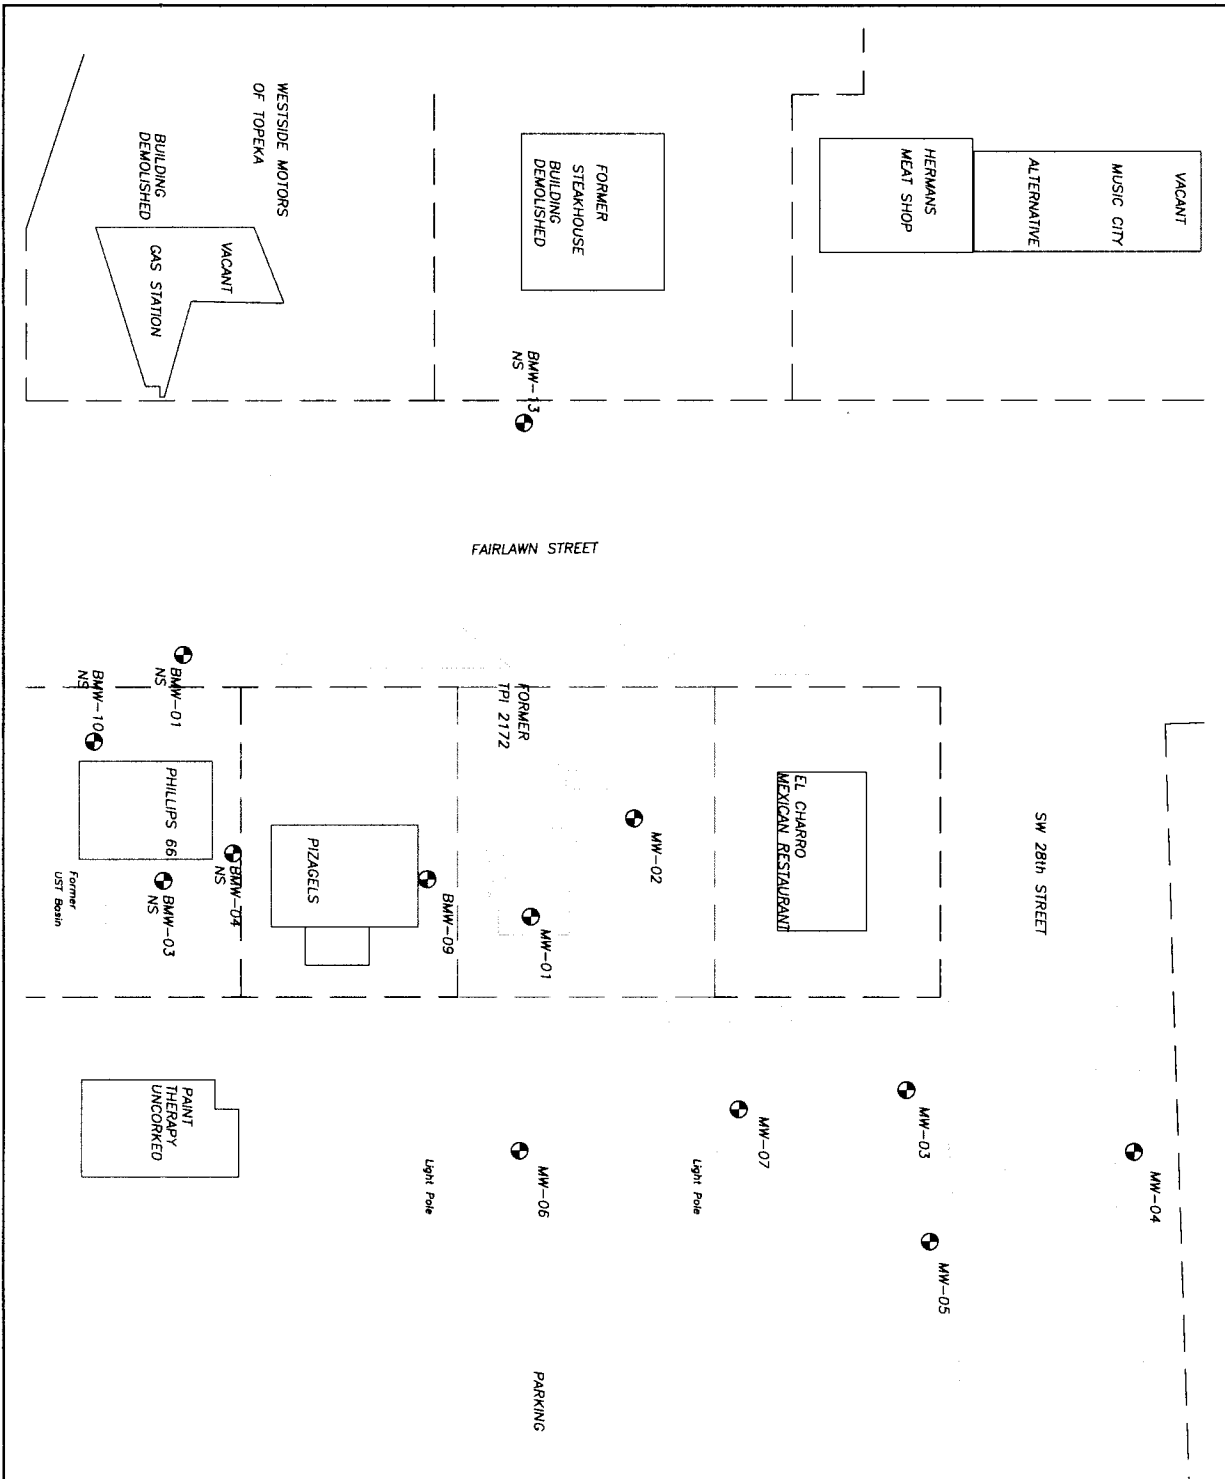 WESTSIDE MOTORS
OF TOPEKA
BUILDING
DEMOLISHED
VACANT
GAS STATION
FORMER
STEAKHOUSE
BUILDING
DEMOLISHED
HERMANS
MEAT SHOP
ALTERNATIVE
MUSIC CITY
VACANT
BMW-13
NS
FAIRLAWN STREET
BMW-01
NS
BMW-10
NS
PHILLIPS 66
BMW-04
NS
BMW-03
NS
Former
UST Basin
PIZAGELS
BMW-09
FORMER
TPI 2172
MW-02
MW-01
EL CHARRO
MEXICAN RESTAURANT
SW 28th STREET
PAINT
THERAPY
UNCORKED
Light Pole
MW-06
Light Pole
MW-07
MW-03
MW-04
MW-05
PARKING